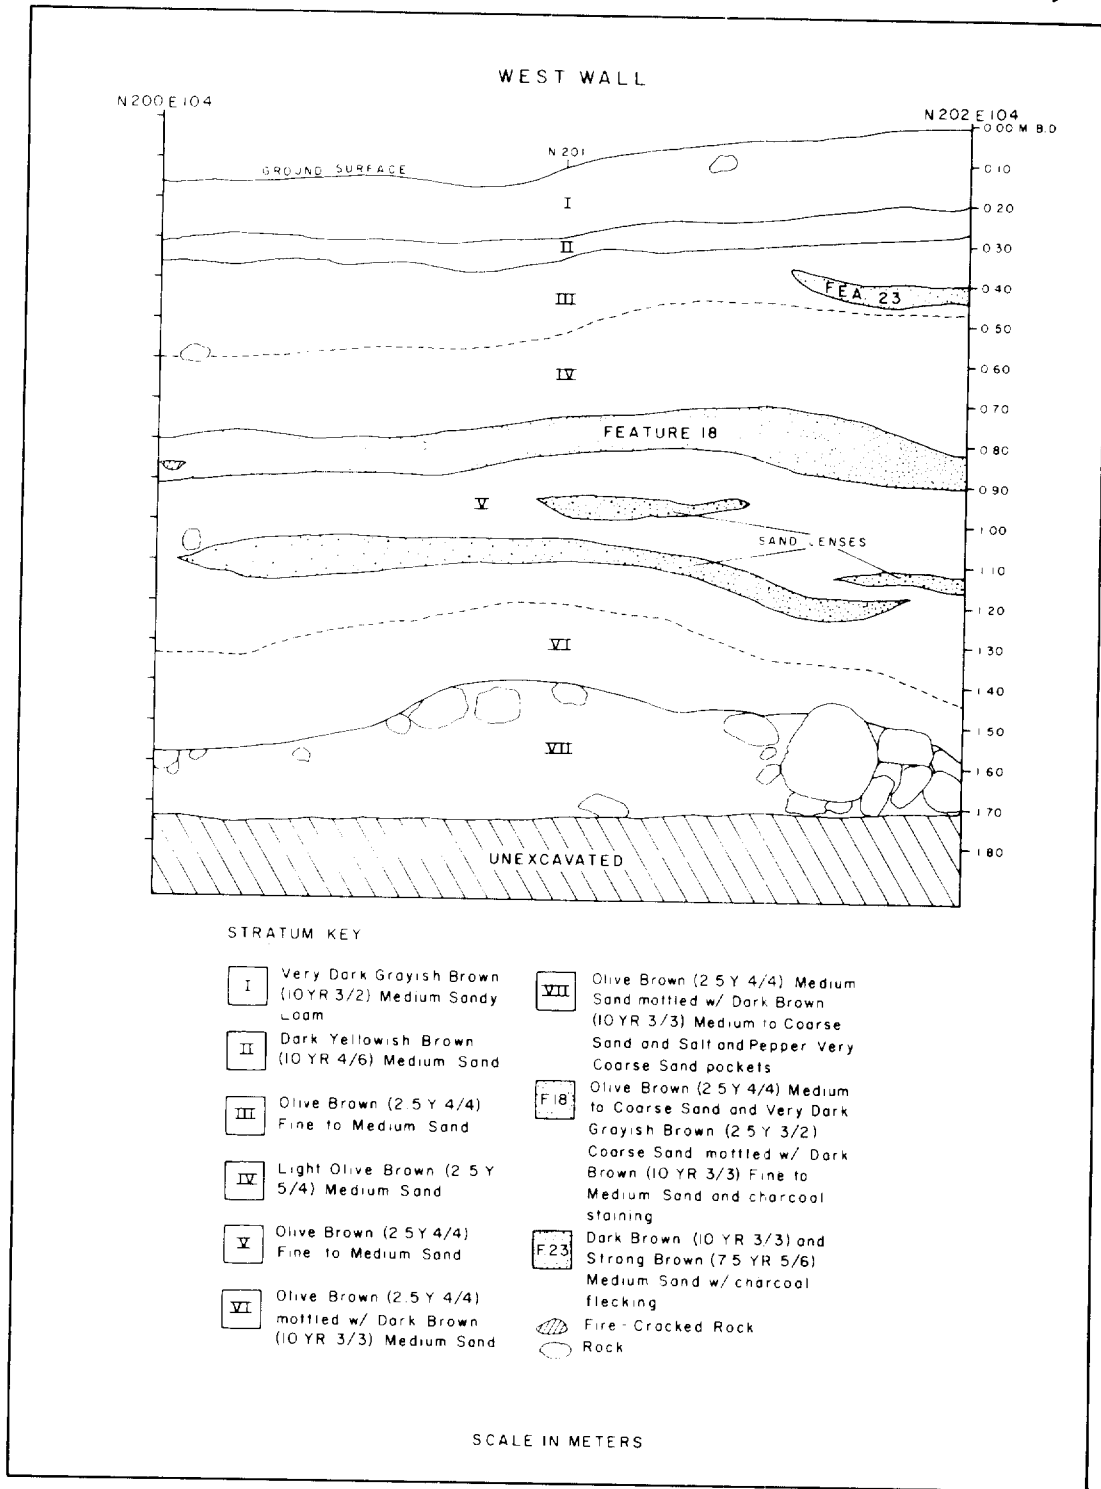 WEST WALL
N200 E104
N202 E104
0.00 M B.D
N 201
GROUND SURFACE
0.10
I
0.20
II
0.30
III
FEA. 23
0.40
0.50
IV
0.60
0.70
FEATURE 18
0.80
0.90
V
1.00
SAND LENSES
1.10
1.20
VI
1.30
1.40
1.50
VII
1.60
1.70
UNEXCAVATED
1.80
STRATUM KEY
I
Very Dark Grayish Brown
(10 YR 3/2) Medium Sandy
Loam
II
Dark Yellowish Brown
(10 YR 4/6) Medium Sand
III
Olive Brown (2.5 Y 4/4)
Fine to Medium Sand
IV
Light Olive Brown (2.5 Y
5/4) Medium Sand
V
Olive Brown (2.5 Y 4/4)
Fine to Medium Sand
VI
Olive Brown (2.5 Y 4/4)
mottled w/ Dark Brown
(10 YR 3/3) Medium Sand
VII
Olive Brown (2.5 Y 4/4) Medium
Sand mottled w/ Dark Brown
(10 YR 3/3) Medium to Coarse
Sand and Salt and Pepper Very
Coarse Sand pockets
F18
Olive Brown (2.5 Y 4/4) Medium
to Coarse Sand and Very Dark
Grayish Brown (2.5 Y 3/2)
Coarse Sand mottled w/ Dark
Brown (10 YR 3/3) Fine to
Medium Sand and charcoal
staining
F23
Dark Brown (10 YR 3/3) and
Strong Brown (7.5 YR 5/6)
Medium Sand w/ charcoal
flecking
Fire-Cracked Rock
Rock
SCALE IN METERS